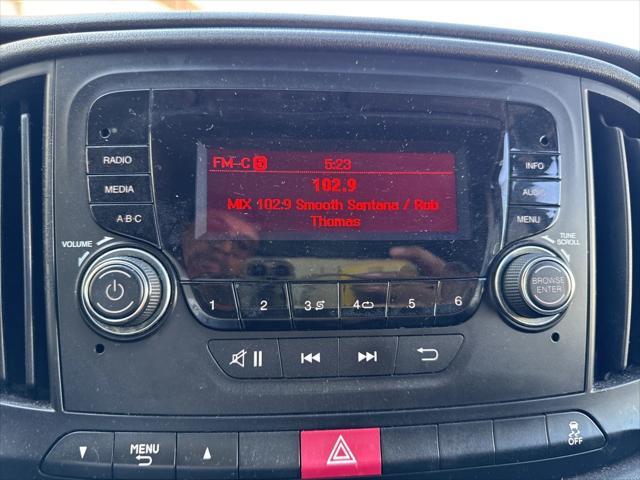 FM-C 5 5:23
102.9
MIX 102.9 Smooth Santana / Rob
Thomas
RADIO
MEDIA
A·B·C
INFO
AUDIO
MENU
VOLUME
TUNE
SCROLL
BROWSE
ENTER
1 2 3 4 5 6
MENU
OFF